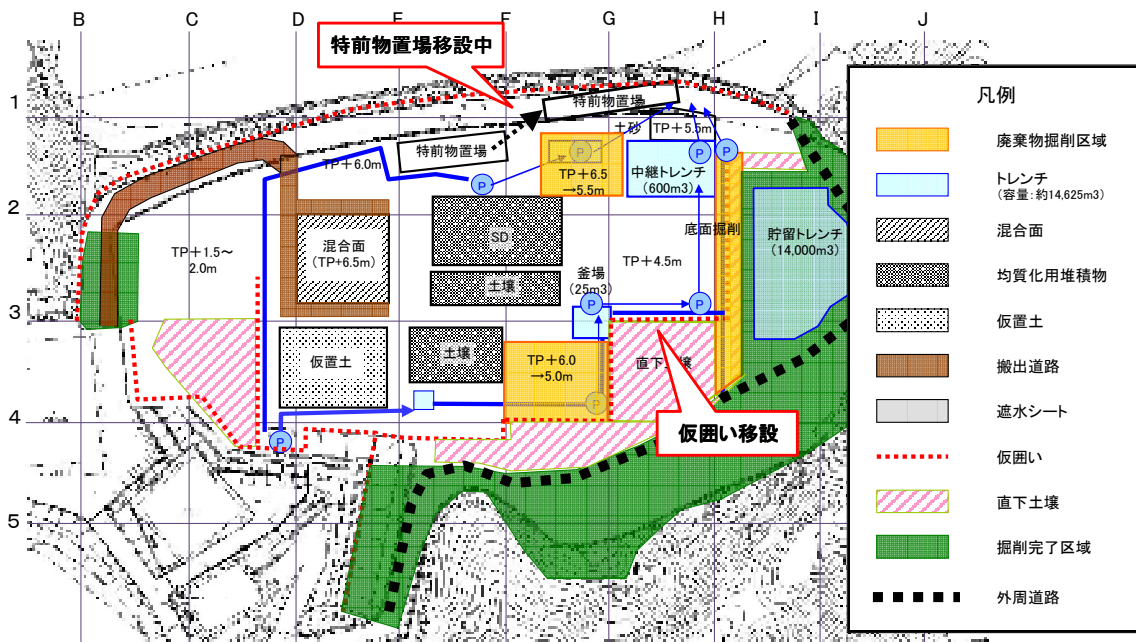 B C D E F G H I J
1
2
3
4
5
特前物置場移設中
特前物置場
特前物置場
土砂
TP+5.5m
TP+6.0m
TP+6.5
→5.5m
中継トレンチ
(600m3)
底面掘削
貯留トレンチ
(14,000m3)
TP+1.5～
2.0m
混合面
(TP+6.5m)
SD
土壌
TP+4.5m
釜場
(25m3)
仮置土
土壌
TP+6.0
→5.0m
直下土壌
仮囲い移設
P
P
P
P
P
P
P
P
凡例
廃棄物掘削区域
トレンチ
(容量:約14,625m3)
混合面
均質化用堆積物
仮置土
搬出道路
遮水シート
仮囲い
直下土壌
掘削完了区域
外周道路